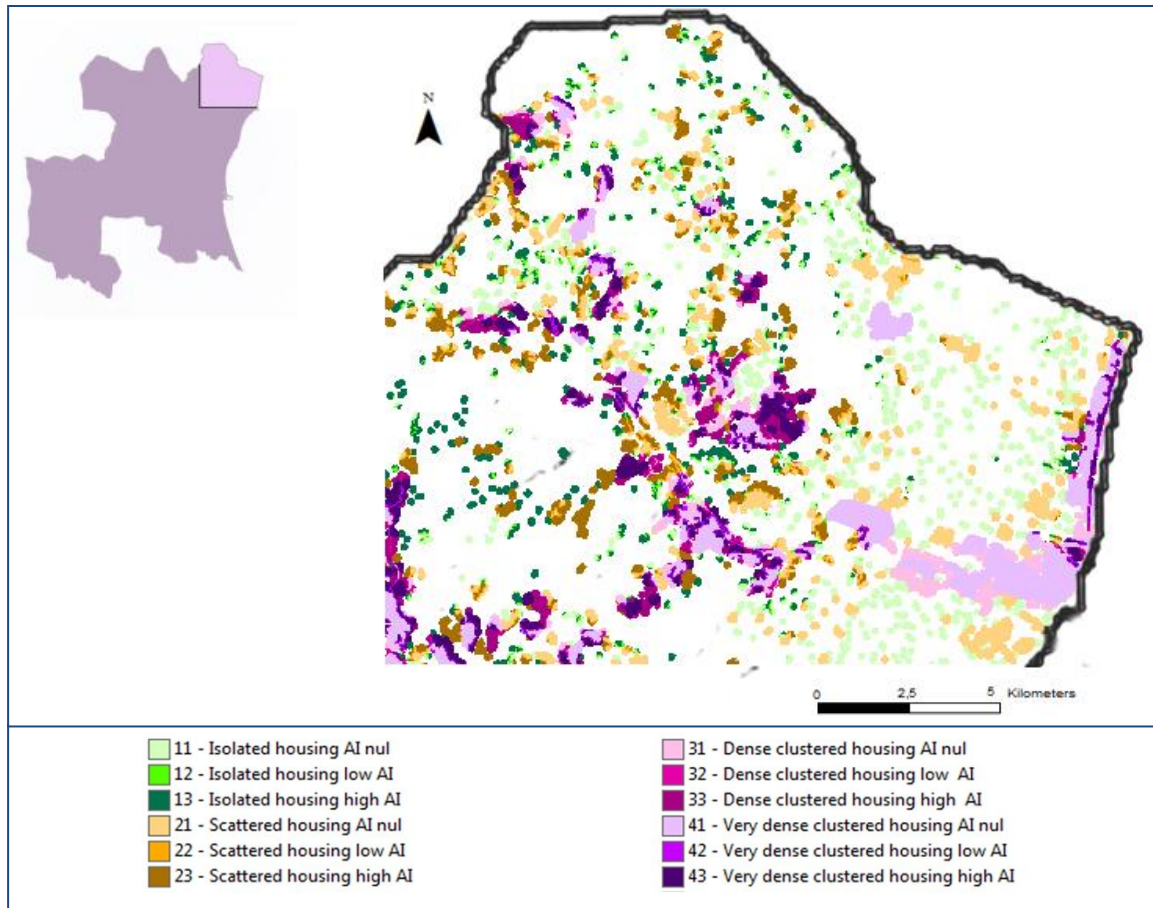 N
0 2,5 5 Kilometers
11 - Isolated housing AI nul
12 - Isolated housing low AI
13 - Isolated housing high AI
21 - Scattered housing AI nul
22 - Scattered housing low AI
23 - Scattered housing high AI
31 - Dense clustered housing AI nul
32 - Dense clustered housing low AI
33 - Dense clustered housing high AI
41 - Very dense clustered housing AI nul
42 - Very dense clustered housing low AI
43 - Very dense clustered housing high AI